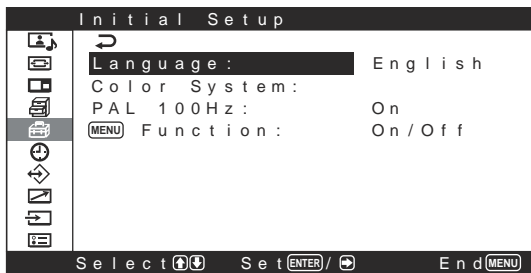 Initial Setup
Language: English
Color System:
PAL 100Hz: On
MENU Function: On/Off
Select Set ENTER / End MENU